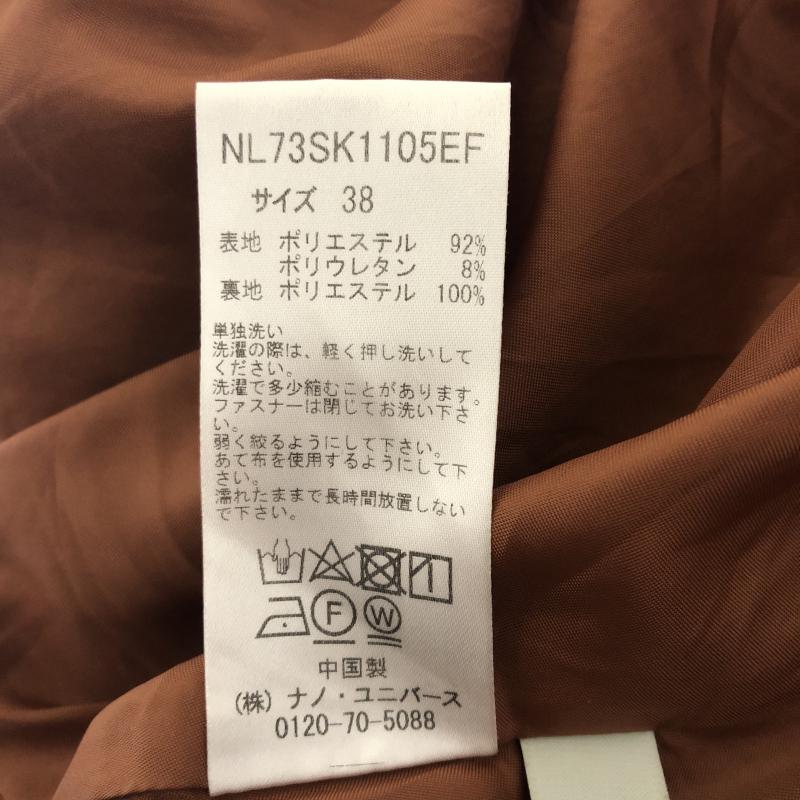 NL73SK1105EF
サイズ 38
表地 ポリエステル 92%
ポリウレタン 8%
裏地 ポリエステル 100%
単独洗い
洗濯の際は、軽く押し洗いして
ください。
洗濯で多少縮むことがあります。
ファスナーは閉じてお洗い下さ
い。
弱く絞るようにして下さい。
あて布を使用するようにして下
さい。
濡れたままで長時間放置しない
で下さい。
F W
中国製
(株) ナノ・ユニバース
0120-70-5088